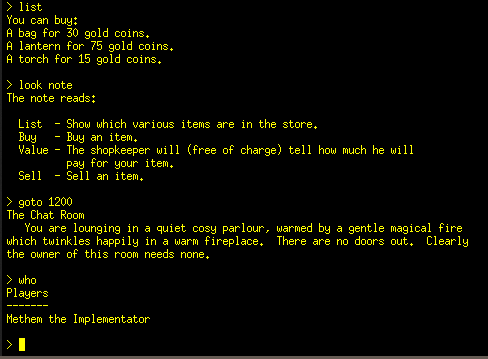 > list
You can buy:
A bag for 30 gold coins.
A lantern for 75 gold coins.
A torch for 15 gold coins.

> look note
The note reads:

  List  - Show which various items are in the store.
  Buy   - Buy an item.
  Value - The shopkeeper will (free of charge) tell how much he will
          pay for your item.
  Sell  - Sell an item.

> goto 1200
The Chat Room
   You are lounging in a quiet cosy parlour, warmed by a gentle magical fire
which twinkles happily in a warm fireplace.  There are no doors out.  Clearly
the owner of this room needs none.

> who
Players
-------
Methem the Implementator

>